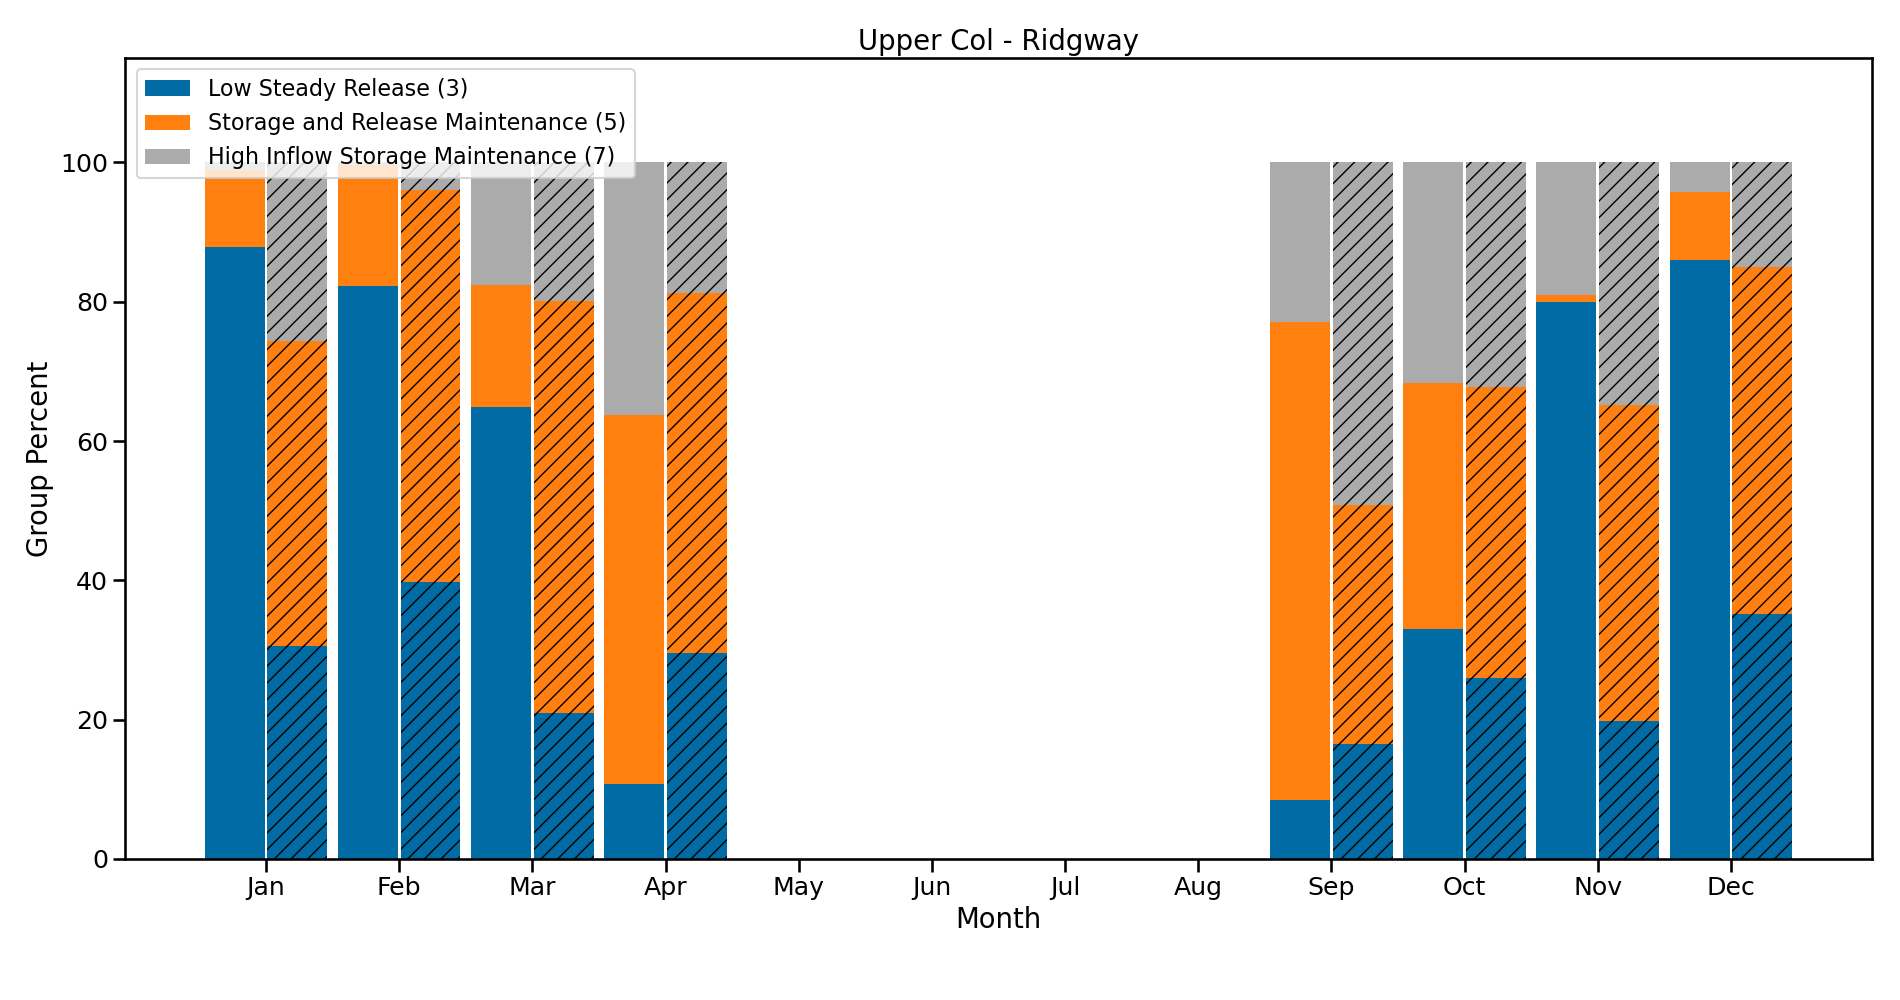 Upper Col - Ridgway
Low Steady Release (3)
Storage and Release Maintenance (5)
High Inflow Storage Maintenance (7)
100
80
60
40
20
0
Group Percent
Jan Feb Mar Apr May Jun Jul Aug Sep Oct Nov Dec
Month